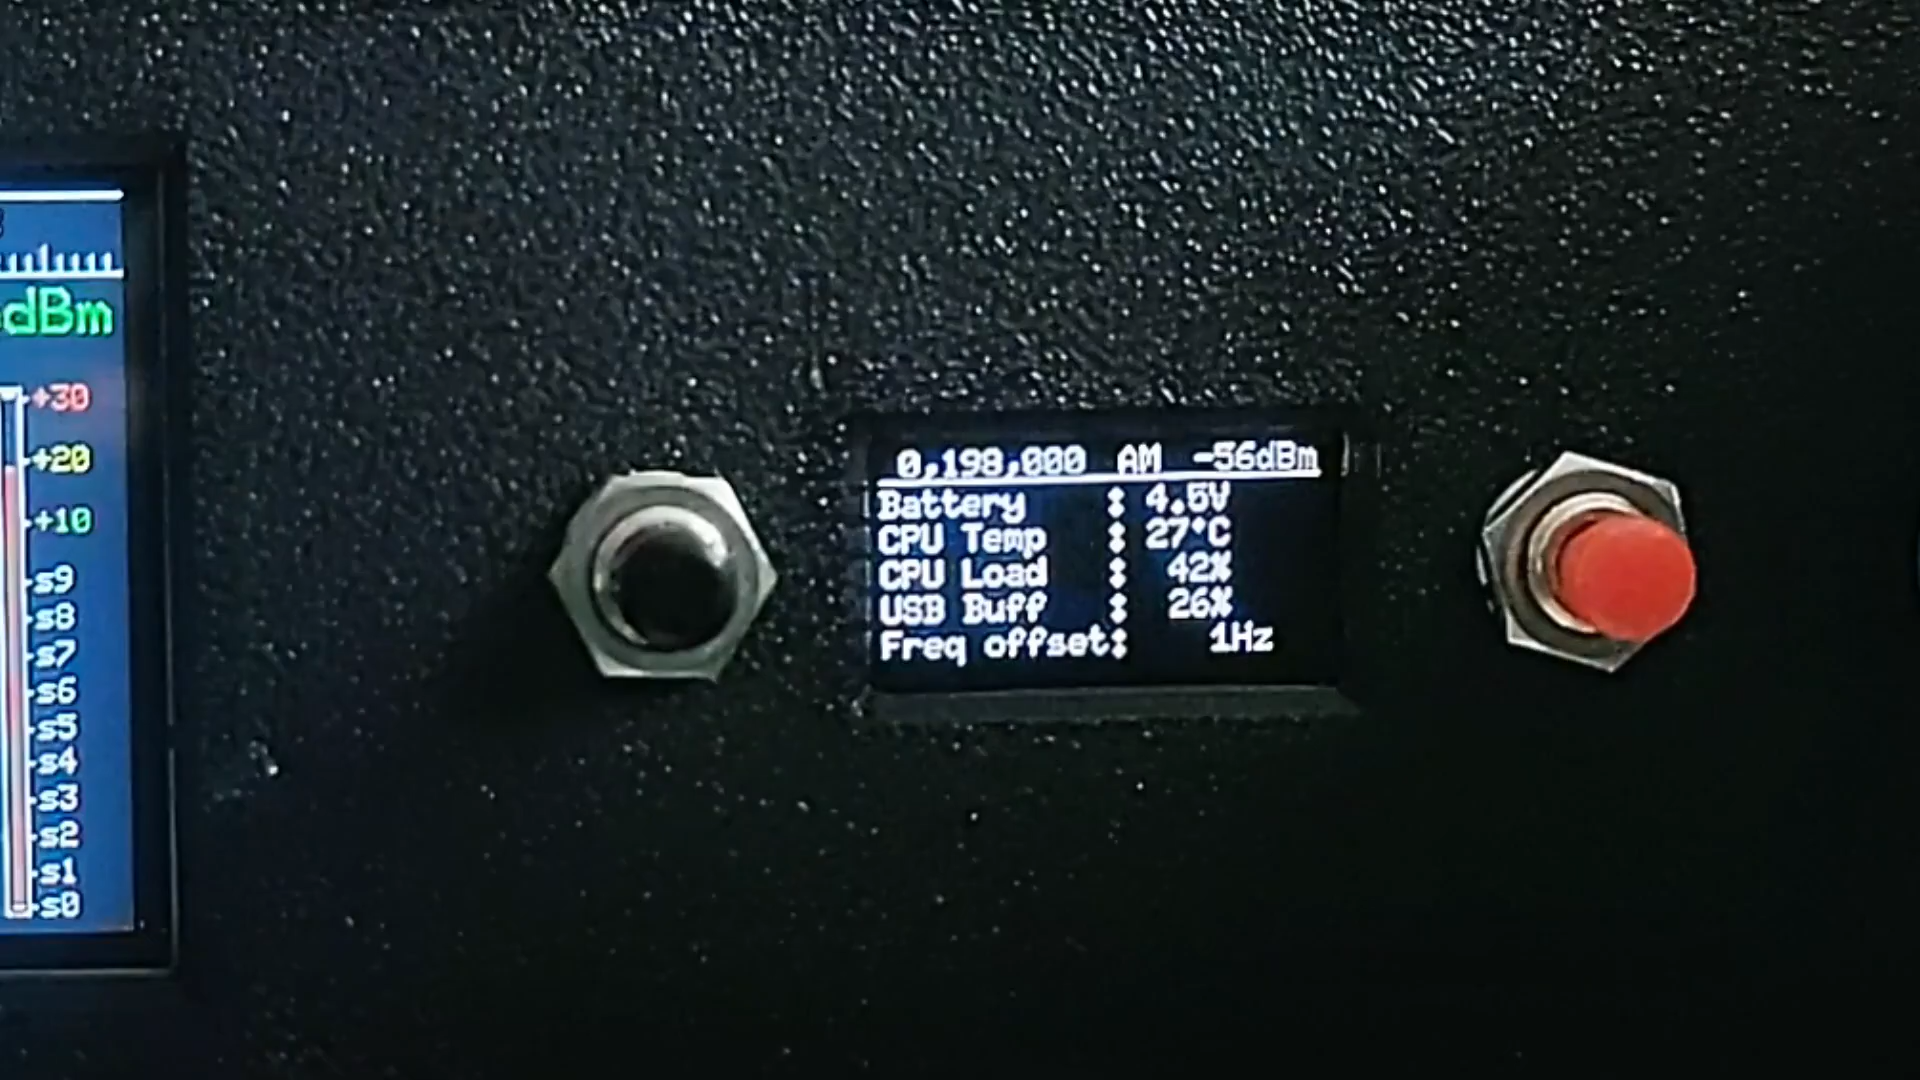 dBm
+30
+20
+10
s9
s8
s7
s6
s5
s4
s3
s2
s1
s0
0,198,000 AM -56dBm
Battery : 4.5V
CPU Temp : 27°C
CPU Load : 42%
USB Buff : 26%
Freq offset: 1Hz